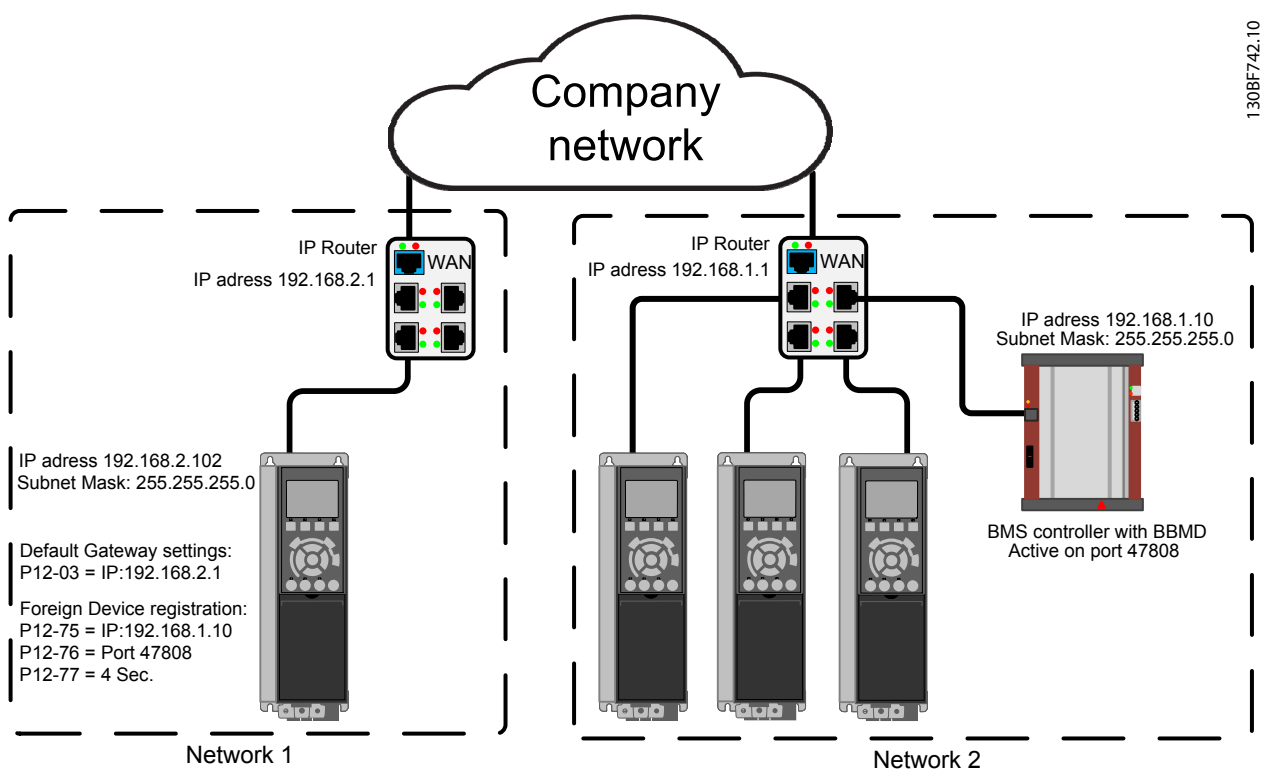 130BF742.10
Company
network
IP Router
WAN
IP adress 192.168.2.1
IP adress 192.168.2.102
Subnet Mask: 255.255.255.0
Default Gateway settings:
P12-03 = IP:192.168.2.1
Foreign Device registration:
P12-75 = IP:192.168.1.10
P12-76 = Port 47808
P12-77 = 4 Sec.
Network 1
IP Router
WAN
IP adress 192.168.1.1
IP adress 192.168.1.10
Subnet Mask: 255.255.255.0
BMS controller with BBMD
Active on port 47808
Network 2